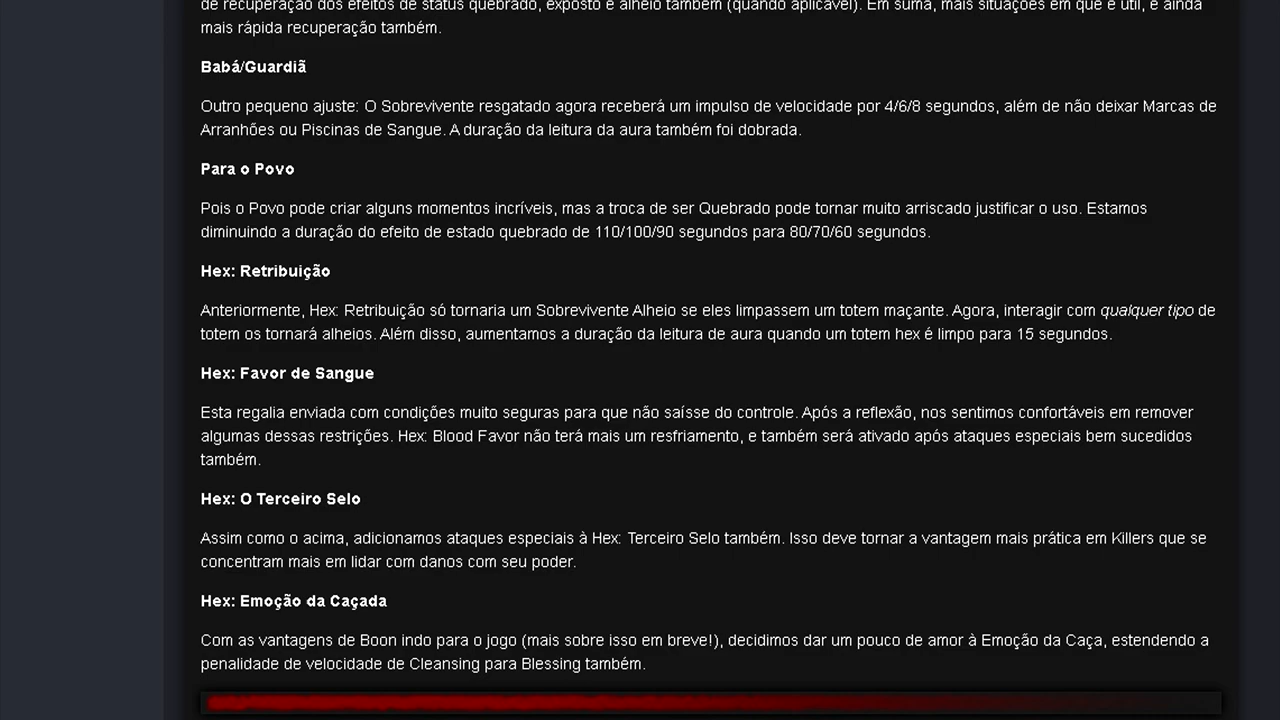 de recuperação dos efeitos de status quebrado, exposto e alheio também (quando aplicável). Em suma, mais situações em que é útil, e ainda
mais rápida recuperação também.
Babá/Guardiã
Outro pequeno ajuste: O Sobrevivente resgatado agora receberá um impulso de velocidade por 4/6/8 segundos, além de não deixar Marcas de
Arranhões ou Piscinas de Sangue. A duração da leitura da aura também foi dobrada.
Para o Povo
Pois o Povo pode criar alguns momentos incríveis, mas a troca de ser Quebrado pode tornar muito arriscado justificar o uso. Estamos
diminuindo a duração do efeito de estado quebrado de 110/100/90 segundos para 80/70/60 segundos.
Hex: Retribuição
Anteriormente, Hex: Retribuição só tornaria um Sobrevivente Alheio se eles limpassem um totem maçante. Agora, interagir com qualquer tipo de
totem os tornará alheios. Além disso, aumentamos a duração da leitura de aura quando um totem hex é limpo para 15 segundos.
Hex: Favor de Sangue
Esta regalia enviada com condições muito seguras para que não saísse do controle. Após a reflexão, nos sentimos confortáveis em remover
algumas dessas restrições. Hex: Blood Favor não terá mais um resfriamento, e também será ativado após ataques especiais bem sucedidos
também.
Hex: O Terceiro Selo
Assim como o acima, adicionamos ataques especiais à Hex: Terceiro Selo também. Isso deve tornar a vantagem mais prática em Killers que se
concentram mais em lidar com danos com seu poder.
Hex: Emoção da Caçada
Com as vantagens de Boon indo para o jogo (mais sobre isso em breve!), decidimos dar um pouco de amor à Emoção da Caça, estendendo a
penalidade de velocidade de Cleansing para Blessing também.